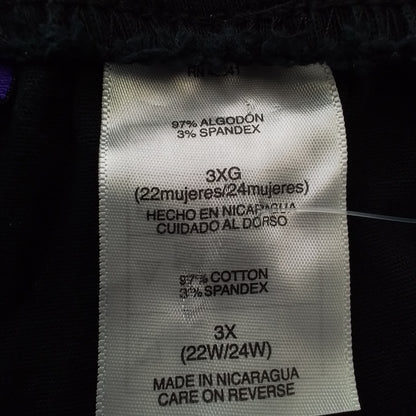 97% ALGODÓN
3% SPANDEX
3XG
(22mujeres/24mujeres)
HECHO EN NICARAGUA
CUIDADO AL DORSO
97% COTTON
3% SPANDEX
3X
(22W/24W)
MADE IN NICARAGUA
CARE ON REVERSE